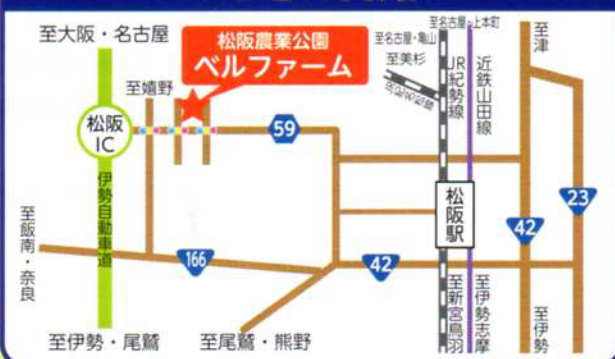 至大阪・名古屋
松阪農業公園
ベルファーム
至名古屋・上本町
至名古屋・亀山
至美杉
至津
至嬉野
JR紀勢線
近鉄山田線
松阪
IC
59
伊勢自動車道
松阪駅
23
42
至飯南・奈良
166
42
至伊勢・尾鷲
至尾鷲・熊野
至新宮鳥羽
至伊勢志摩
至伊勢